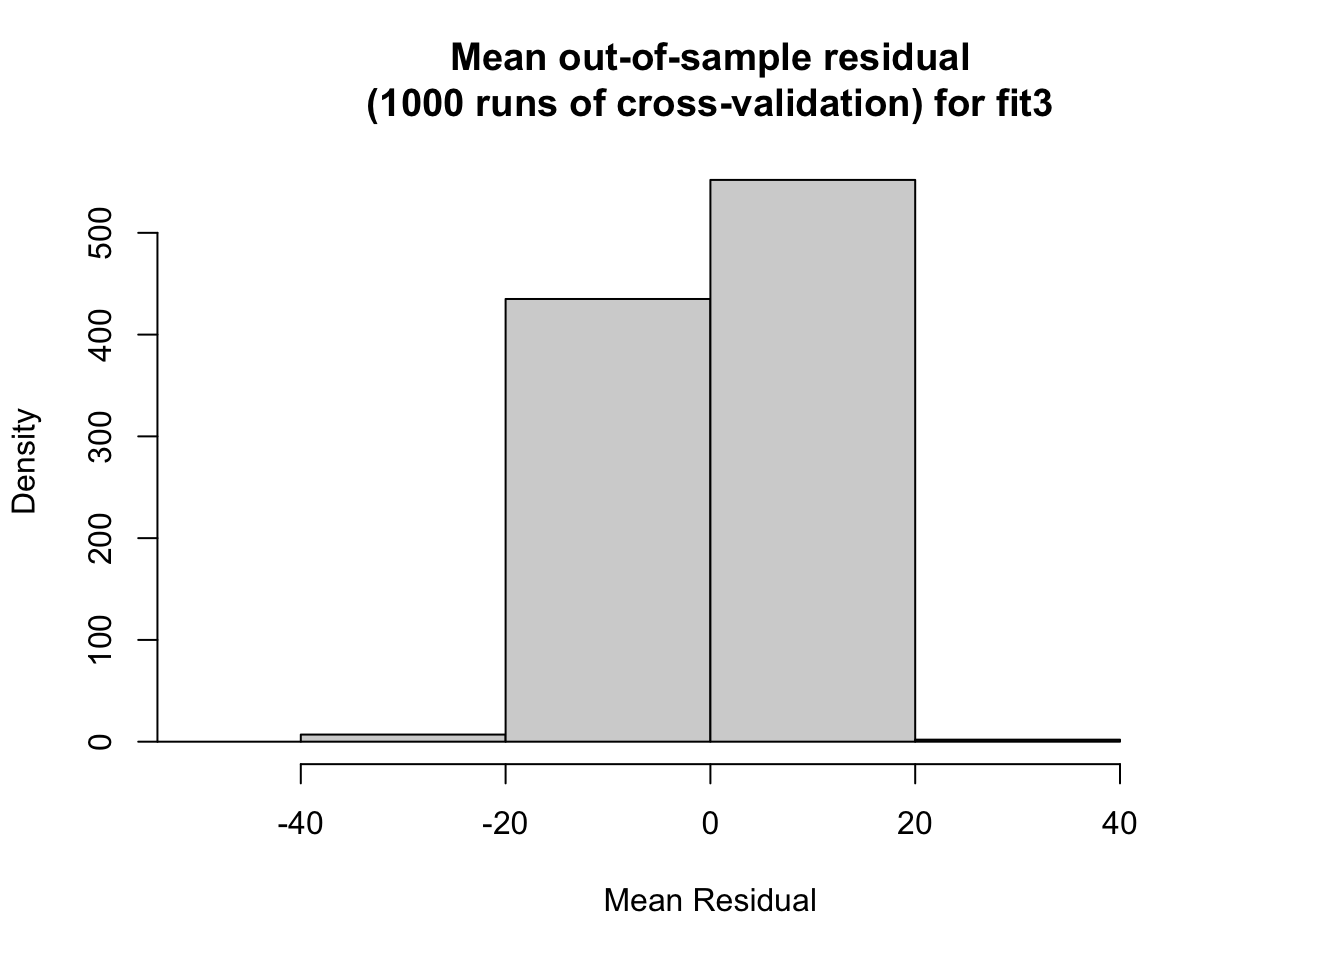 Mean out-of-sample residual
(1000 runs of cross-validation) for fit3
Density
500
400
300
200
100
0
-40
-20
0
20
40
Mean Residual